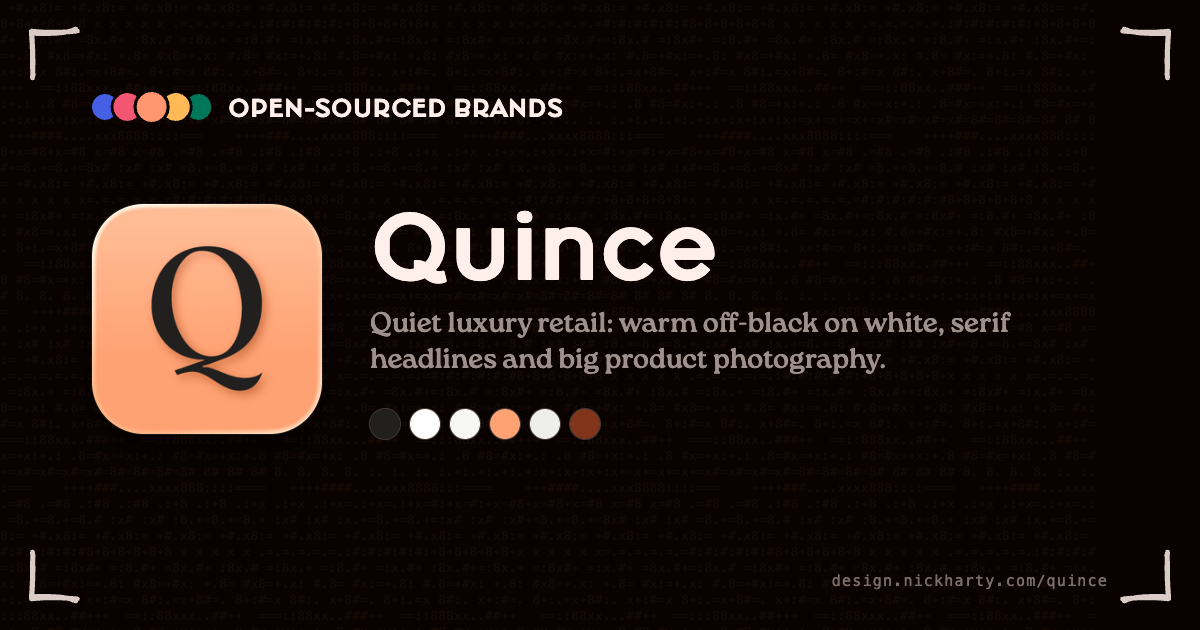 OPEN-SOURCED BRANDS
Q
Quince
Quiet luxury retail: warm off-black on white, serif
headlines and big product photography.
design.nickharty.com/quince